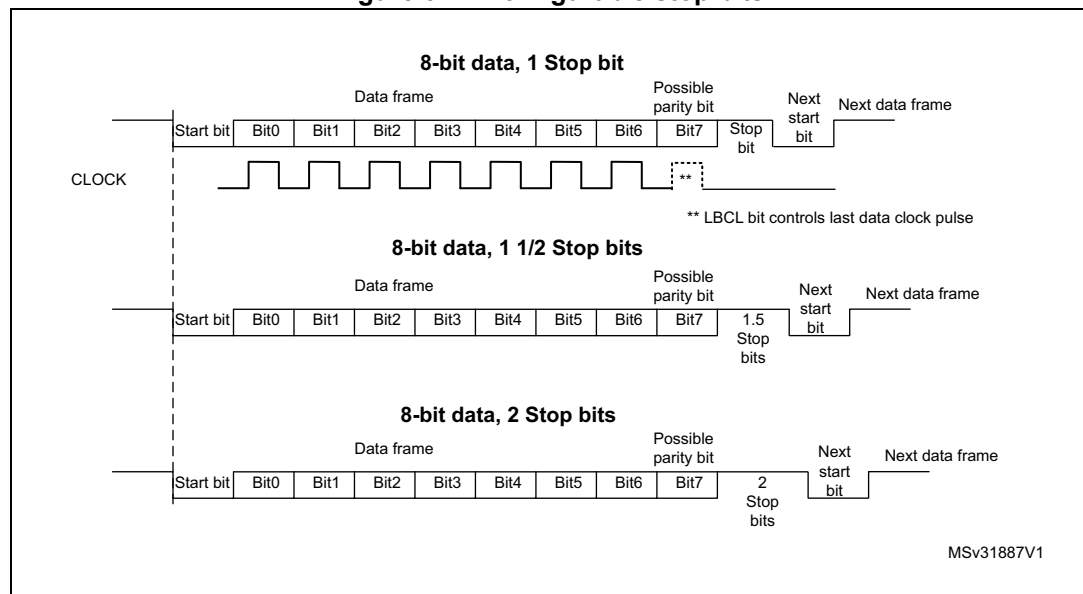 8-bit data, 1 Stop bit
Data frame
Possible parity bit
Next start bit
Next data frame
Start bit Bit0 Bit1 Bit2 Bit3 Bit4 Bit5 Bit6 Bit7 Stop bit
CLOCK
**
** LBCL bit controls last data clock pulse
8-bit data, 1 1/2 Stop bits
Data frame
Possible parity bit
Next start bit
Next data frame
Start bit Bit0 Bit1 Bit2 Bit3 Bit4 Bit5 Bit6 Bit7 1.5 Stop bits
8-bit data, 2 Stop bits
Data frame
Possible parity bit
Next start bit
Next data frame
Start bit Bit0 Bit1 Bit2 Bit3 Bit4 Bit5 Bit6 Bit7 2 Stop bits
MSv31887V1